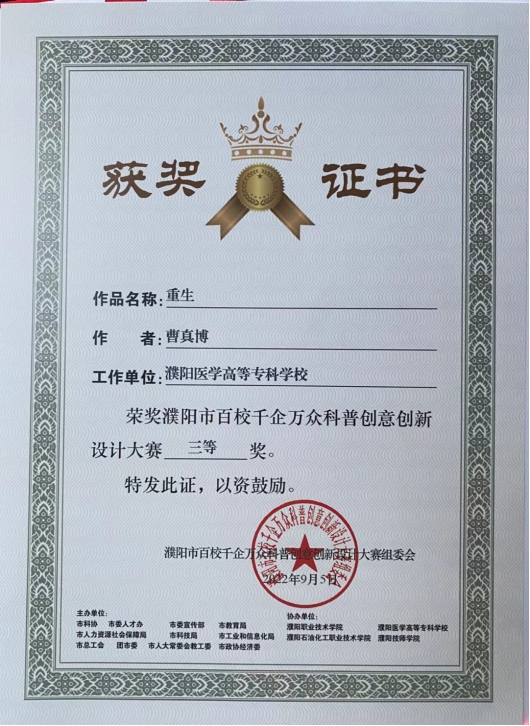 获奖 证书
作品名称：重生
作　　者：曹真博
工作单位：濮阳医学高等专科学校
荣奖濮阳市百校千企万众科普创意创新
设计大赛 三等 奖。
特发此证，以资鼓励。
濮阳市百校千企万众科普创意创新设计大赛组委会
2022年9月5日
主办单位：
市科协 市委人才办 市委宣传部 市教育局
市人力资源社会保障局 市科技局 市工业和信息化局
市总工会 团市委 市人大常委会教工委 市政协经济委
协办单位：
濮阳职业技术学院 濮阳医学高等专科学校
濮阳石油化工职业技术学院 濮阳技师学院